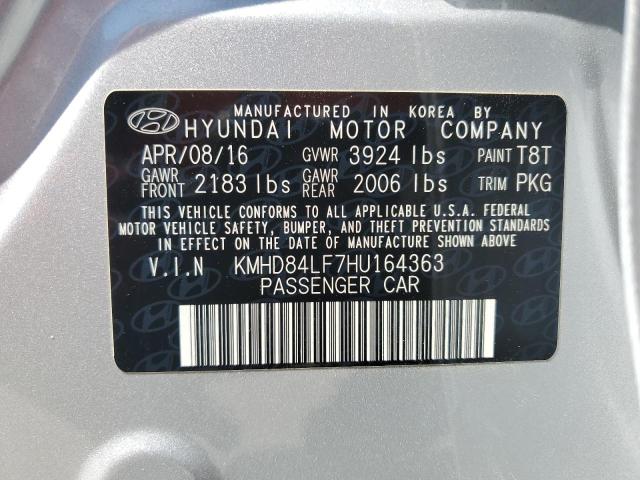 MANUFACTURED IN KOREA BY
HYUNDAI MOTOR COMPANY
APR/08/16 GVWR 3924 lbs PAINT T8T
GAWR FRONT 2183 lbs GAWR REAR 2006 lbs TRIM PKG
THIS VEHICLE CONFORMS TO ALL APPLICABLE U.S.A. FEDERAL
MOTOR VEHICLE SAFETY, BUMPER, AND THEFT PREVENTION STANDARDS
IN EFFECT ON THE DATE OF MANUFACTURE SHOWN ABOVE
V.I.N KMHD84LF7HU164363
PASSENGER CAR